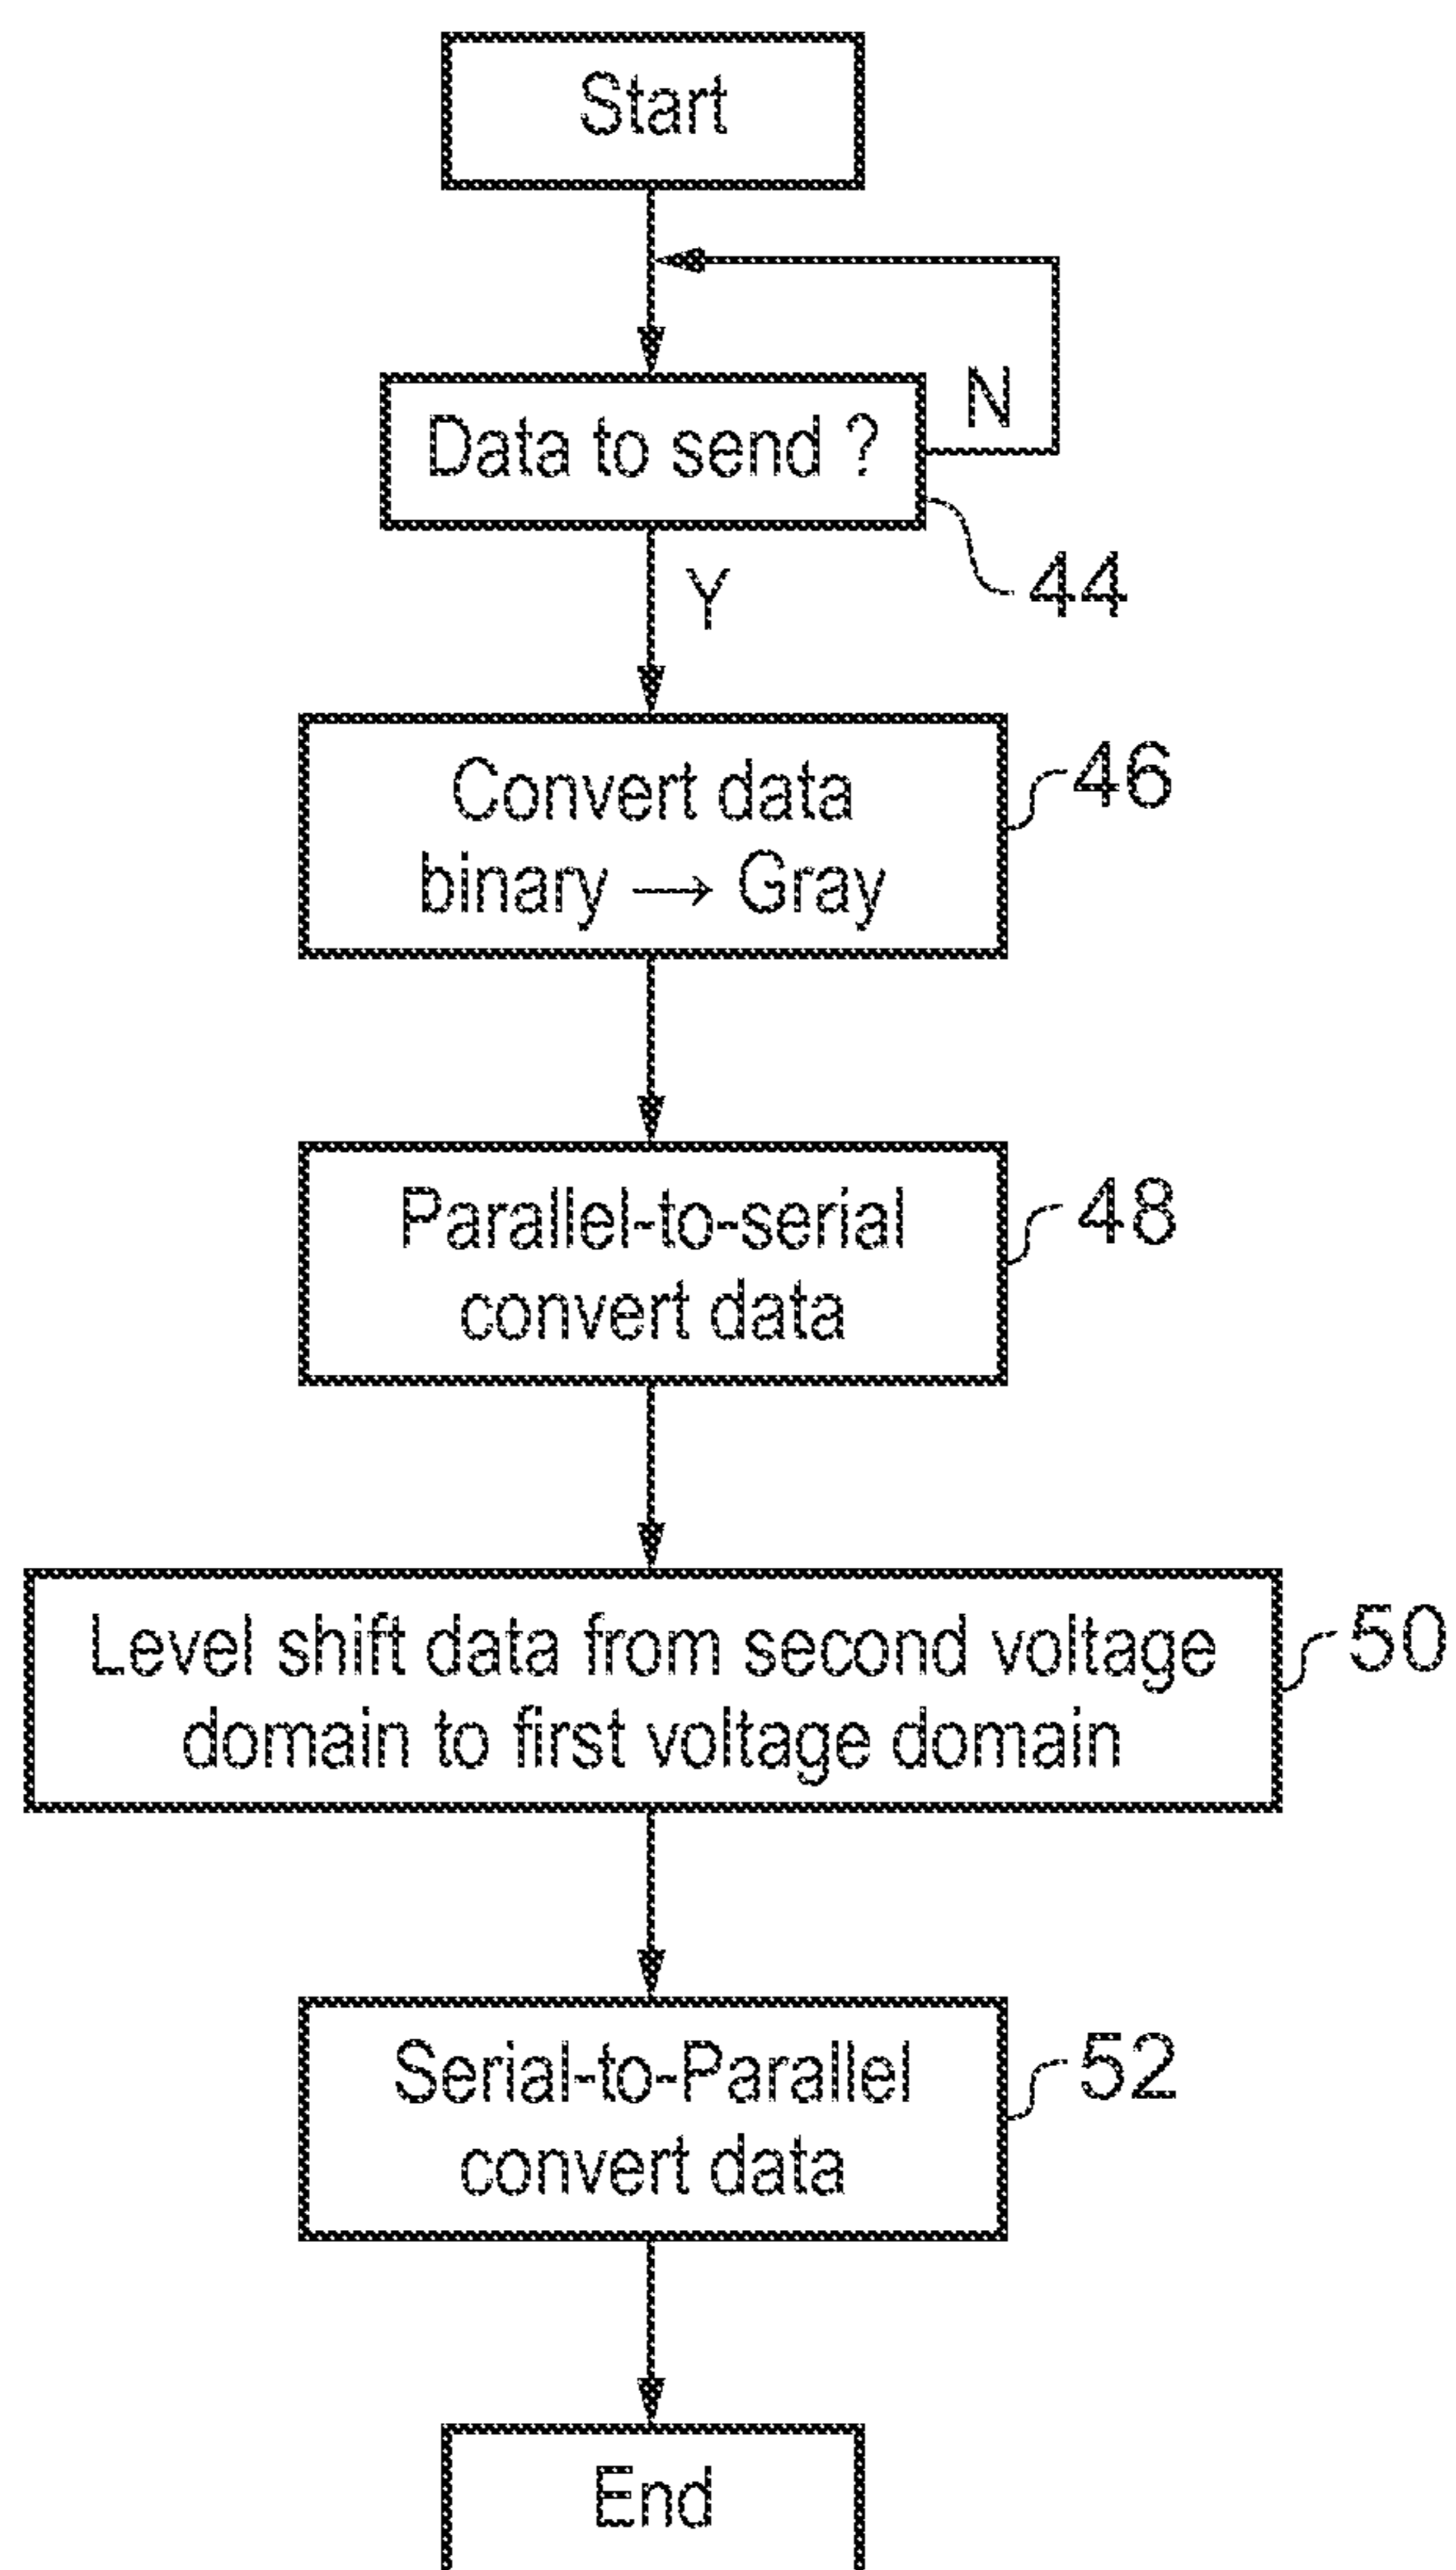 Start
Data to send ?
N
44
Y
Convert data
binary → Gray
46
Parallel-to-serial
convert data
48
Level shift data from second voltage
domain to first voltage domain
50
Serial-to-Parallel
convert data
52
End